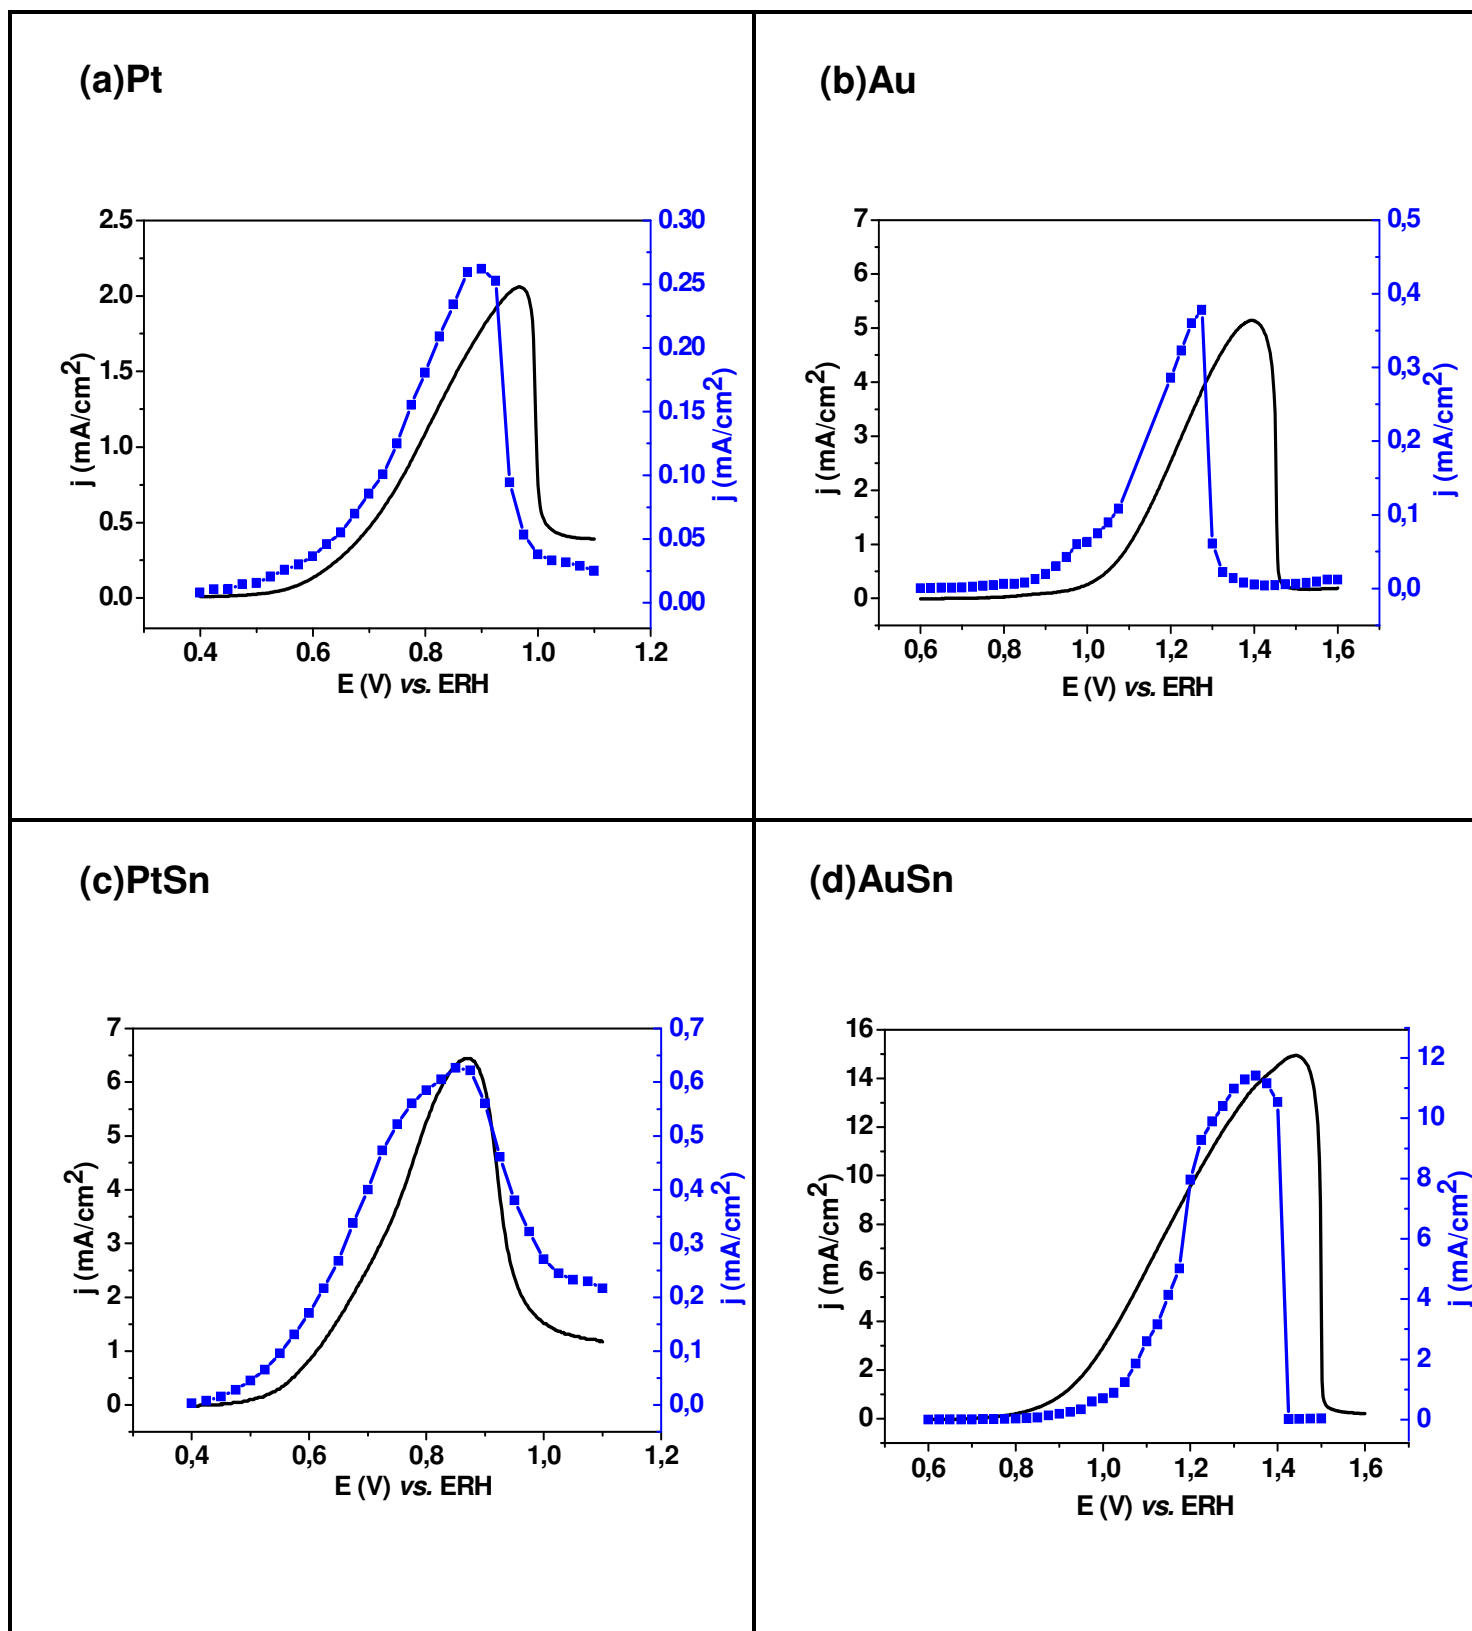 (a)Pt
2.5
2.0
1.5
1.0
0.5
0.0
j (mA/cm2)
0.30
0.25
0.20
0.15
0.10
0.05
0.00
j (mA/cm2)
0.4 0.6 0.8 1.0 1.2
E (V) vs. ERH
(b)Au
7
6
5
4
3
2
1
0
j (mA/cm2)
0,5
0,4
0,3
0,2
0,1
0,0
j (mA/cm2)
0,6 0,8 1,0 1,2 1,4 1,6
E (V) vs. ERH
(c)PtSn
7
6
5
4
3
2
1
0
j (mA/cm2)
0,7
0,6
0,5
0,4
0,3
0,2
0,1
0,0
j (mA/cm2)
0,4 0,6 0,8 1,0 1,2
E (V) vs. ERH
(d)AuSn
16
14
12
10
8
6
4
2
0
j (mA/cm2)
12
10
8
6
4
2
0
j (mA/cm2)
0,6 0,8 1,0 1,2 1,4 1,6
E (V) vs. ERH